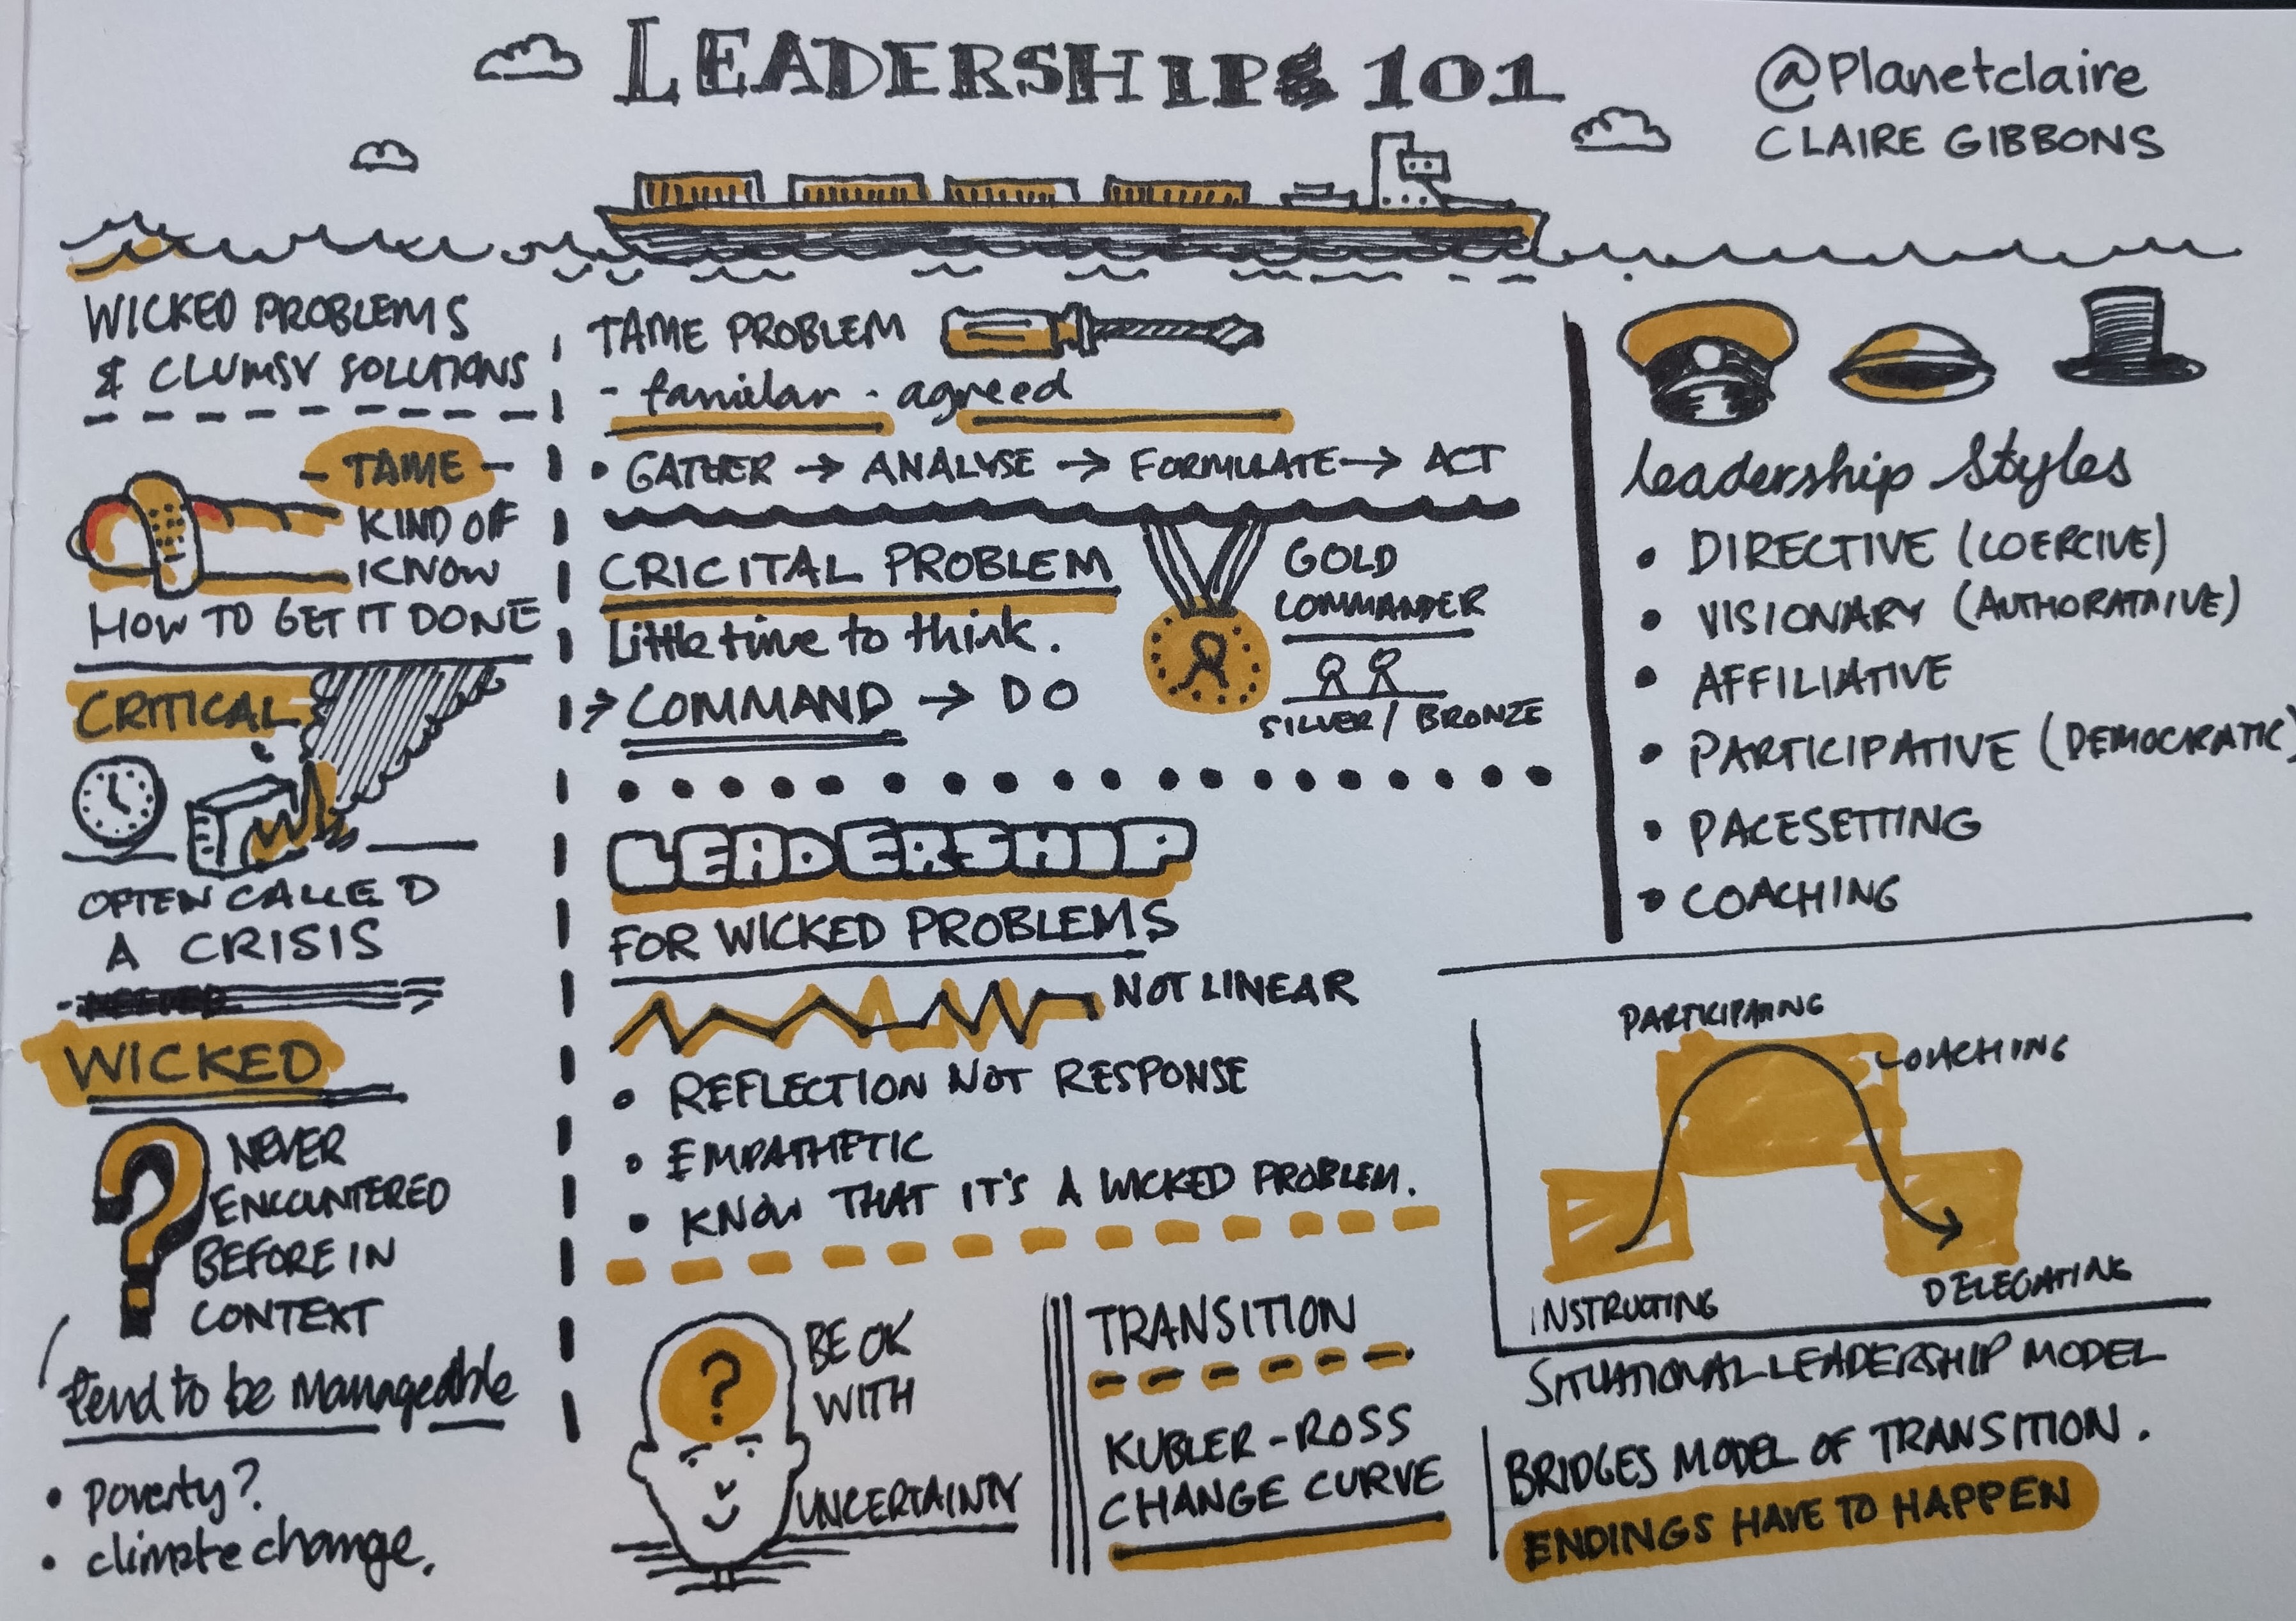 LEADERSHIP 101
@Planetclaire
CLAIRE GIBBONS
WICKED PROBLEMS
& CLUMSY SOLUTIONS
- TAME -
KIND OF
KNOW
HOW TO GET IT DONE
CRITICAL
OFTEN CALLED
A CRISIS
- NEEDED
WICKED
?
NEVER
ENCOUNTERED
BEFORE IN
CONTEXT
tend to be manageable
• poverty?
• climate change.
TAME PROBLEM
- familar - agreed
• GATHER → ANALYSE → FORMULATE → ACT
CRICITAL PROBLEM
Little time to think.
→ COMMAND → DO
GOLD
COMMANDER
SILVER / BRONZE
LEADERSHIP
FOR WICKED PROBLEMS
NOT LINEAR
• REFLECTION NOT RESPONSE
• EMPATHETIC
• KNOW THAT IT'S A WICKED PROBLEM.
?
BE OK
WITH
UNCERTAINTY
TRANSITION
KUBLER-ROSS
CHANGE CURVE
Leadership Styles
• DIRECTIVE (COERCIVE)
• VISIONARY (AUTHORATAIVE)
• AFFILIATIVE
• PARTICIPATIVE (DEMOCRATIC)
• PACESETTING
• COACHING
PARTICIPATING
COACHING
INSTRUCTING
DELEGATING
SITUATIONAL LEADERSHIP MODEL
BRIDGES MODEL OF TRANSITION.
ENDINGS HAVE TO HAPPEN